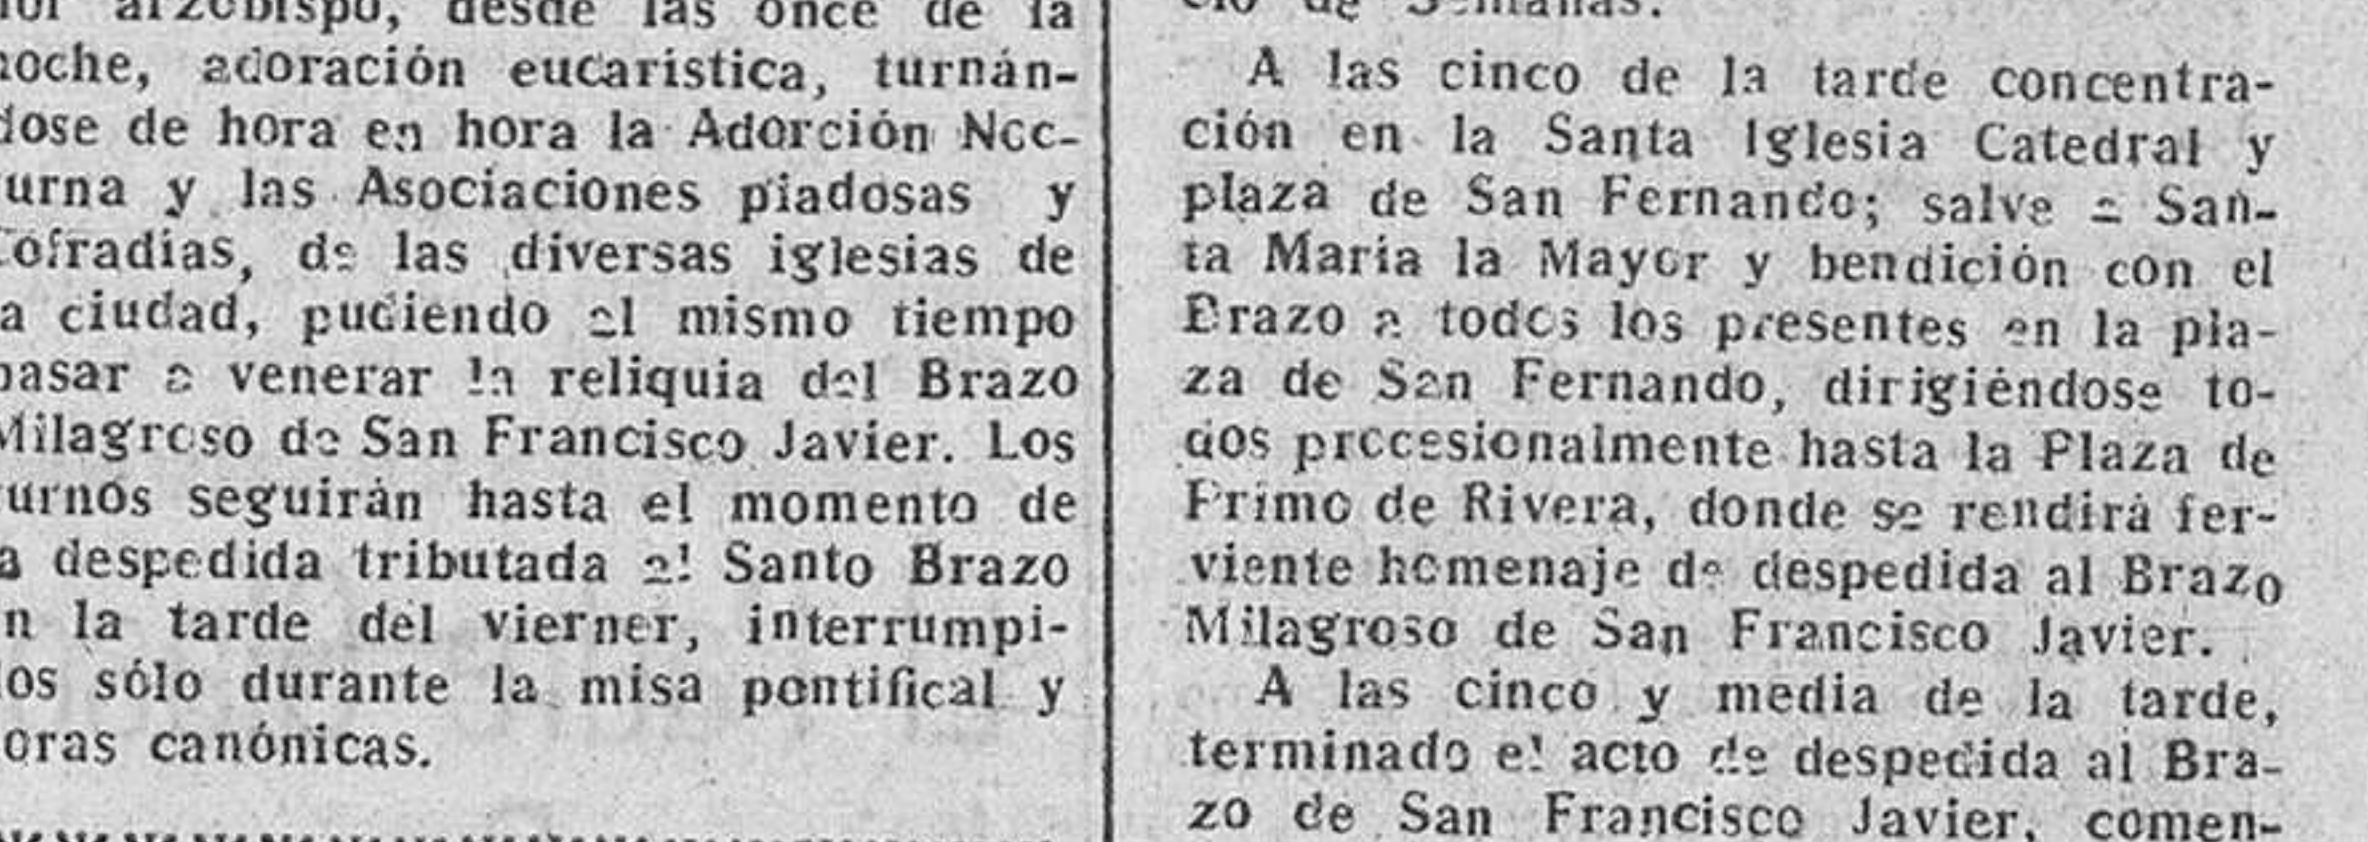 arzobispo, desde las once de la
noche, adoración eucarística, turnán-
dose de hora en hora la Adorción Noc-
turna y las Asociaciones piadosas y
Cofradías, de las diversas iglesias de
la ciudad, pudiendo al mismo tiempo
pasar a venerar la reliquia del Brazo
Milagroso de San Francisco Javier. Los
turnos seguirán hasta el momento de
la despedida tributada al Santo Brazo
en la tarde del vierner, interrumpi-
dos sólo durante la misa pontifical y
horas canónicas.
de Semanas.
A las cinco de la tarde concentra-
ción en la Santa Iglesia Catedral y
plaza de San Fernando; salve a San-
ta María la Mayor y bendición con el
Brazo a todos los presentes en la pla-
za de San Fernando, dirigiéndose to-
dos procesionalmente hasta la Plaza de
Primo de Rivera, donde se rendirá fer-
viente homenaje de despedida al Brazo
Milagroso de San Francisco Javier.
A las cinco y media de la tarde,
terminado el acto de despedida al Bra-
zo de San Francisco Javier, comen-